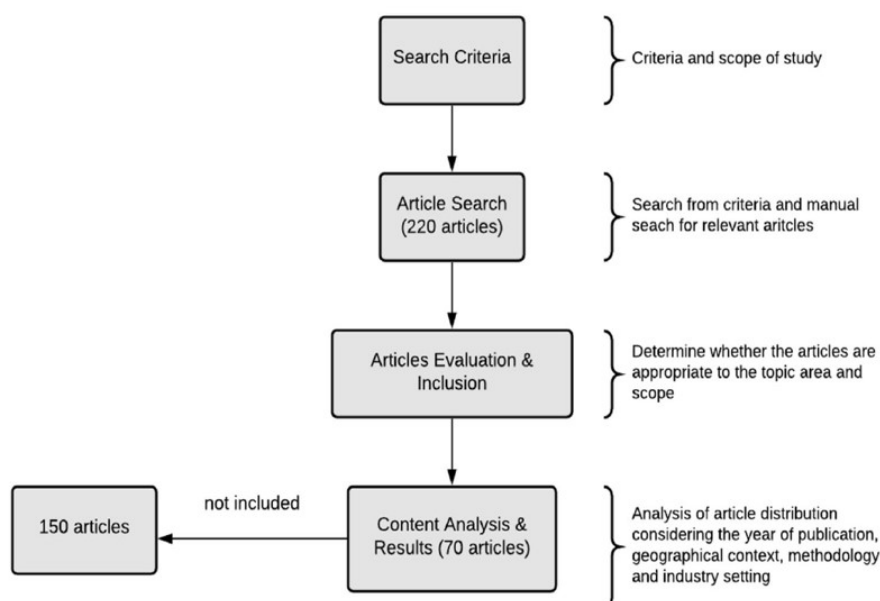 Search Criteria
Criteria and scope of study
Article Search
(220 articles)
Search from criteria and manual
seach for relevant aritcles
Articles Evaluation &
Inclusion
Determine whether the articles are
appropriate to the topic area and
scope
150 articles
not included
Content Analysis &
Results (70 articles)
Analysis of article distribution
considering the year of publication,
geographical context, methodology
and industry setting